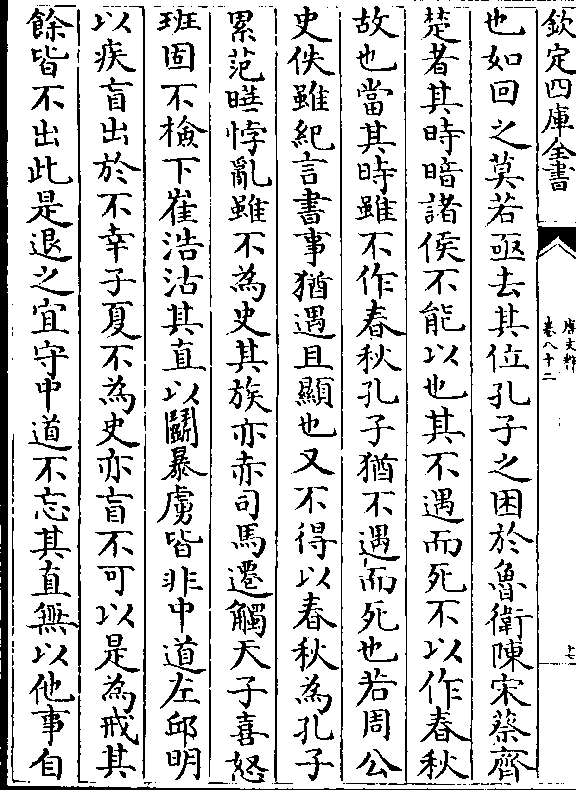 欽定四庫全書
唐文粹
卷八十二
上
也如回之莫若亟去其位孔子之困於魯衛陳宋蔡齊
楚者其時暗諸侯不能以也其不遇而死不以作春秋
故也當其時雖不作春秋孔子猶不遇而死也若周公
史佚雖紀言書事猶遇且顯也又不得以春秋為孔子
累范曄悖亂雖不為史其族亦赤司馬遷觸天子喜怒
班固不檢下崔浩沽其直以鬭暴虜皆非中道左邱明
以疾盲出於不幸子夏不為史亦盲不可以是為戒其
餘皆不出此是退之宜守中道不忘其直無以他事自